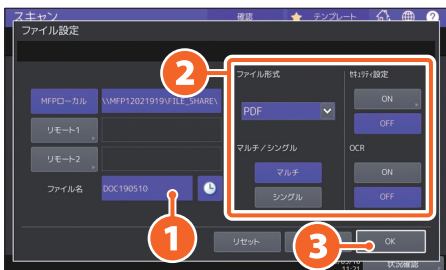 スキャン 確認 テンプレート
ファイル設定
2
ファイル形式 セキュリティ設定
MFPローカル \\MFP12021919\FILE_SHARE\ PDF ON
リモート1 OFF
マルチ/シングル OCR
リモート2
マルチ ON
ファイル名 DOC190510
シングル OFF
1
リセット 3 OK
11:21 状況確認